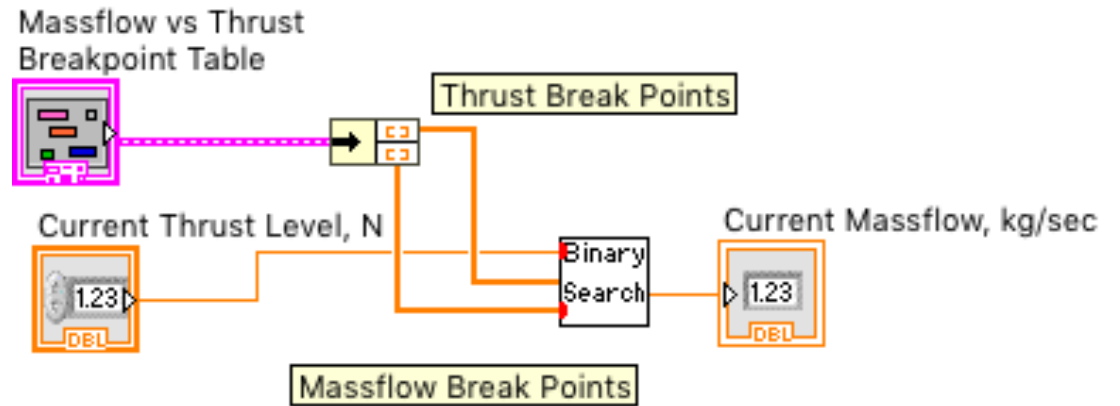 Massflow vs Thrust
Breakpoint Table
Thrust Break Points
Current Thrust Level, N
1.23
DBL
Binary
Search
Current Massflow, kg/sec
1.23
DBL
Massflow Break Points